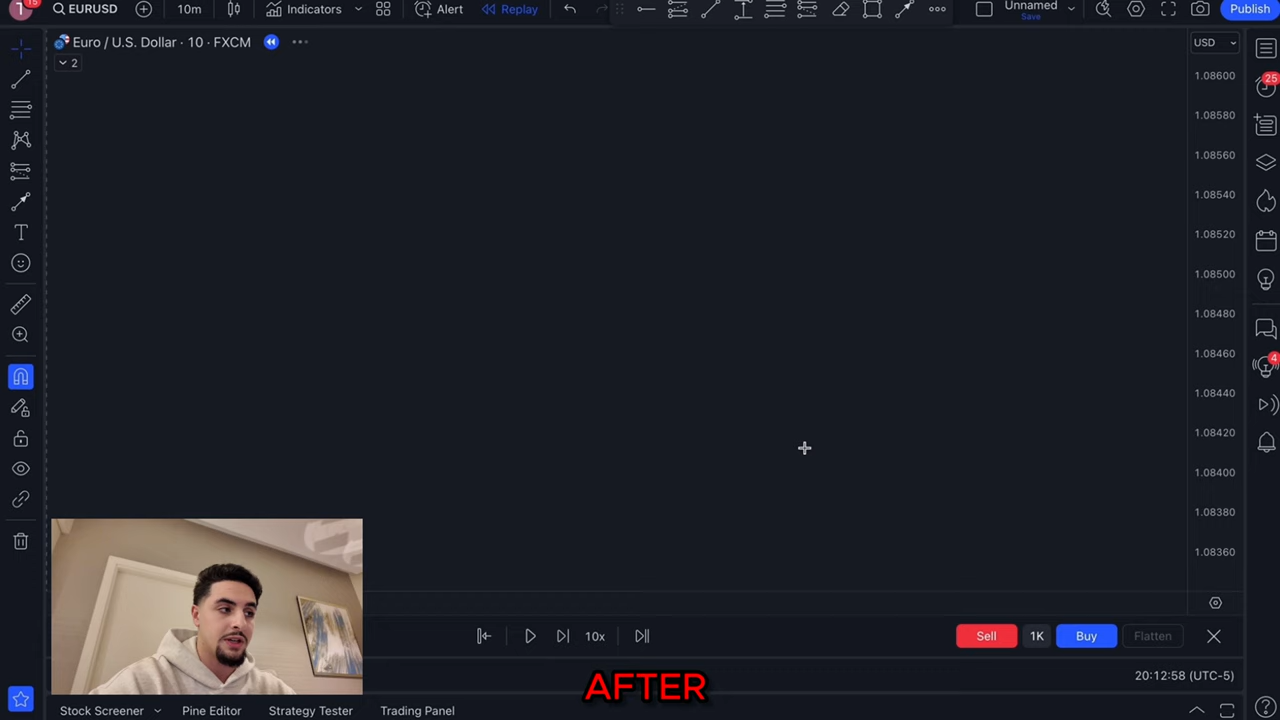 15
EURUSD
10m
Indicators
Alert
Replay
Unnamed
Save
Publish
Euro / U.S. Dollar · 10 · FXCM
2
USD
1.08600
1.08580
1.08560
1.08540
1.08520
1.08500
1.08480
1.08460
1.08440
1.08420
1.08400
1.08380
1.08360
25
4
10x
Sell
1K
Buy
Flatten
20:12:58 (UTC-5)
AFTER
Stock Screener
Pine Editor
Strategy Tester
Trading Panel